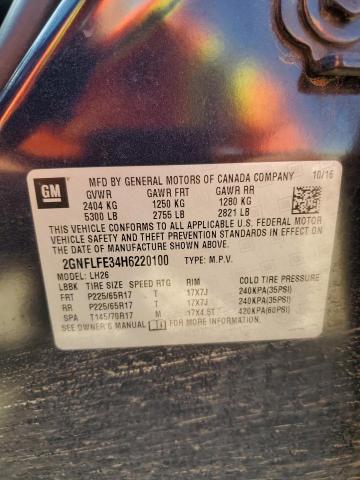 GM
MFD BY GENERAL MOTORS OF CANADA COMPANY 10/16
GVWR GAWR FRT GAWR RR
2404 KG 1250 KG 1280 KG
5300 LB 2755 LB 2821 LB
THIS VEHICLE CONFORMS TO ALL APPLICABLE U.S. FEDERAL MOTOR
VEHICLE SAFETY, BUMPER, AND THEFT PREVENTION STANDARDS IN EFFECT ON
THE DATE OF MANUFACTURE SHOWN ABOVE.
2GNFLFE34H6220100 TYPE: M.P.V.
MODEL: LH26
LBBK TIRE SIZE SPEED RTG RIM COLD TIRE PRESSURE
FRT P225/65R17 T 17X7J 240KPA(35PSI)
RR P225/65R17 T 17X7J 240KPA(35PSI)
SPA T145/70R17 M 17X4.5T 420KPA(60PSI)
SEE OWNER'S MANUAL FOR ADDITIONAL INFORMATION.